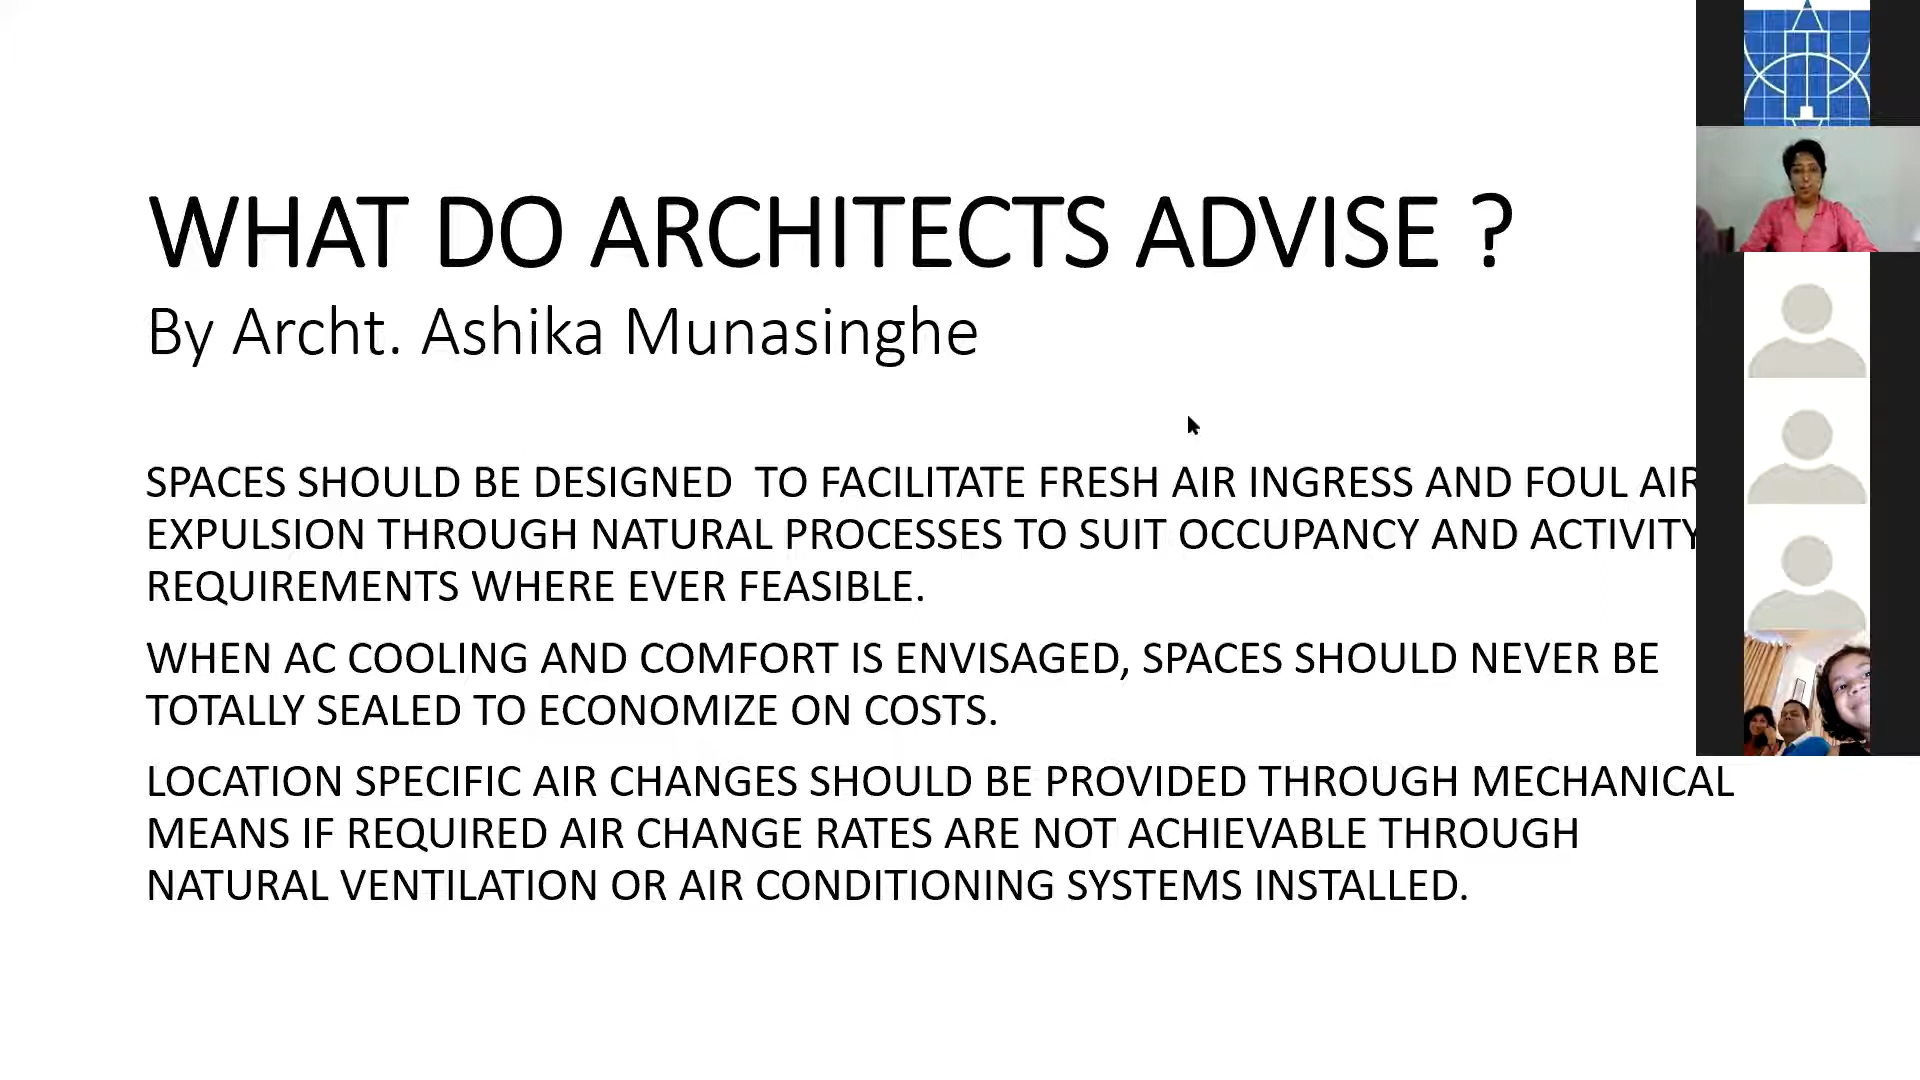 WHAT DO ARCHITECTS ADVISE ?
By Archt. Ashika Munasinghe
SPACES SHOULD BE DESIGNED  TO FACILITATE FRESH AIR INGRESS AND FOUL AIR
EXPULSION THROUGH NATURAL PROCESSES TO SUIT OCCUPANCY AND ACTIVITY
REQUIREMENTS WHERE EVER FEASIBLE.
WHEN AC COOLING AND COMFORT IS ENVISAGED, SPACES SHOULD NEVER BE
TOTALLY SEALED TO ECONOMIZE ON COSTS.
LOCATION SPECIFIC AIR CHANGES SHOULD BE PROVIDED THROUGH MECHANICAL
MEANS IF REQUIRED AIR CHANGE RATES ARE NOT ACHIEVABLE THROUGH
NATURAL VENTILATION OR AIR CONDITIONING SYSTEMS INSTALLED.